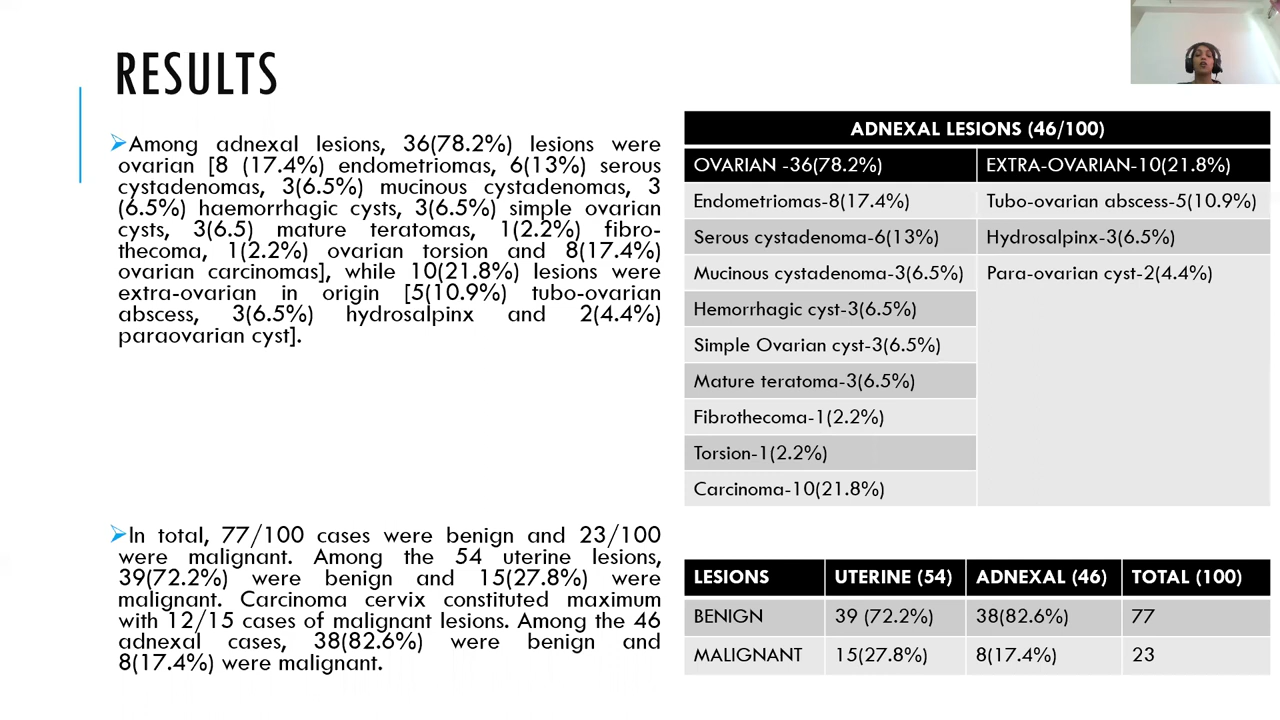 RESULTS
➢Among adnexal lesions, 36(78.2%) lesions were
ovarian [8 (17.4%) endometriomas, 6(13%) serous
cystadenomas, 3(6.5%) mucinous cystadenomas, 3
(6.5%) haemorrhagic cysts, 3(6.5%) simple ovarian
cysts, 3(6.5) mature teratomas, 1(2.2%) fibro-
thecoma, 1(2.2%) ovarian torsion and 8(17.4%)
ovarian carcinomas], while 10(21.8%) lesions were
extra-ovarian in origin [5(10.9%) tubo-ovarian
abscess, 3(6.5%) hydrosalpinx and 2(4.4%)
paraovarian cyst].
➢In total, 77/100 cases were benign and 23/100
were malignant. Among the 54 uterine lesions,
39(72.2%) were benign and 15(27.8%) were
malignant. Carcinoma cervix constituted maximum
with 12/15 cases of malignant lesions. Among the 46
adnexal cases, 38(82.6%) were benign and
8(17.4%) were malignant.
ADNEXAL LESIONS (46/100)
OVARIAN -36(78.2%) EXTRA-OVARIAN-10(21.8%)
Endometriomas-8(17.4%) Tubo-ovarian abscess-5(10.9%)
Serous cystadenoma-6(13%) Hydrosalpinx-3(6.5%)
Mucinous cystadenoma-3(6.5%) Para-ovarian cyst-2(4.4%)
Hemorrhagic cyst-3(6.5%)
Simple Ovarian cyst-3(6.5%)
Mature teratoma-3(6.5%)
Fibrothecoma-1(2.2%)
Torsion-1(2.2%)
Carcinoma-10(21.8%)
LESIONS UTERINE (54) ADNEXAL (46) TOTAL (100)
BENIGN 39 (72.2%) 38(82.6%) 77
MALIGNANT 15(27.8%) 8(17.4%) 23